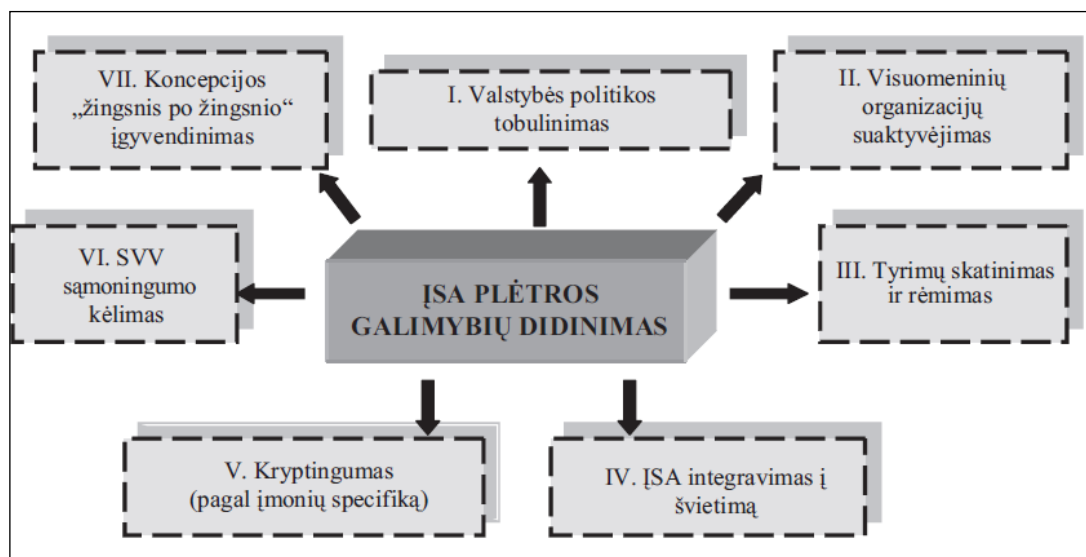 VII. Koncepcijos
„žingsnis po žingsnio“
įgyvendinimas
I. Valstybės politikos
tobulinimas
II. Visuomeninių
organizacijų
suaktyvėjimas
VI. SVV
sąmoningumo
kėlimas
ĮSA PLĖTROS
GALIMYBIŲ DIDINIMAS
III. Tyrimų skatinimas
ir rėmimas
V. Kryptingumas
(pagal įmonių specifiką)
IV. ĮSA integravimas į
švietimą